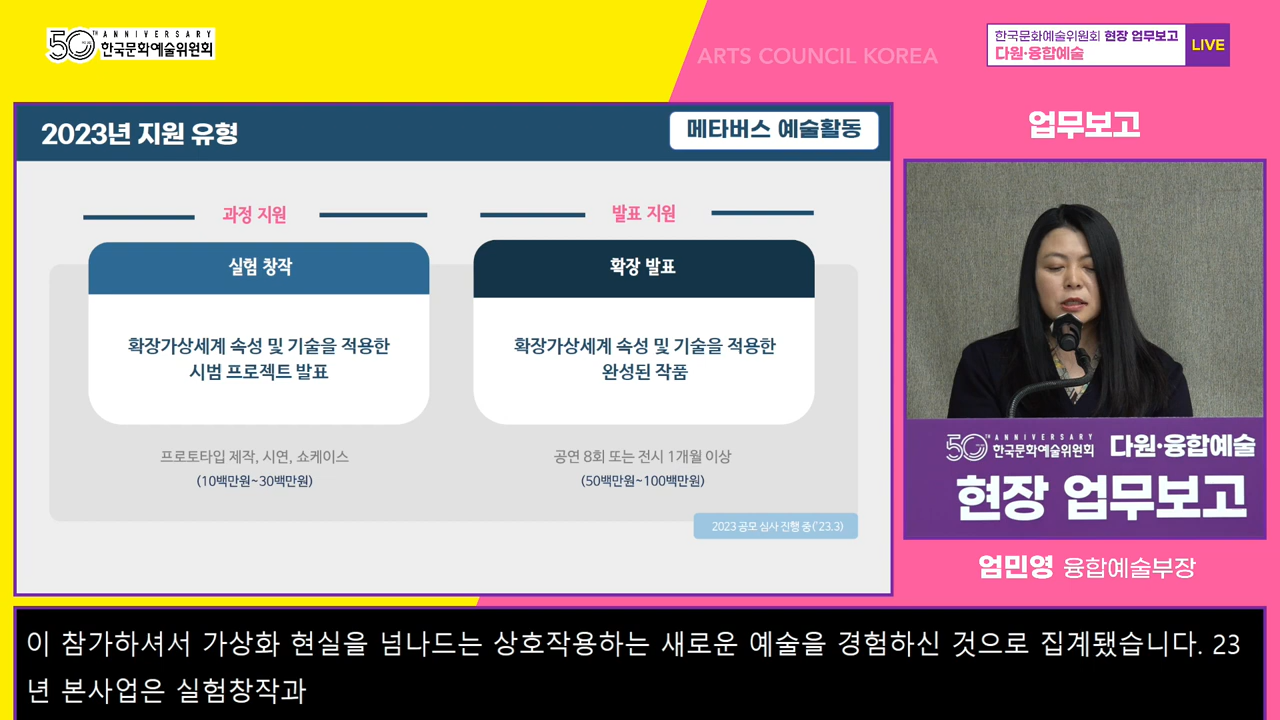 50TH ANNIVERSARY
한국문화예술위원회
ARTS COUNCIL KOREA
한국문화예술위원회 현장 업무보고
다원·융합예술
LIVE
2023년 지원 유형
메타버스 예술활동
과정 지원
실험 창작
확장가상세계 속성 및 기술을 적용한
시범 프로젝트 발표
프로토타입 제작, 시연, 쇼케이스
(10백만원~30백만원)
발표 지원
확장 발표
확장가상세계 속성 및 기술을 적용한
완성된 작품
공연 8회 또는 전시 1개월 이상
(50백만원~100백만원)
2023 공모 심사 진행 중('23.3)
업무보고
50TH ANNIVERSARY
한국문화예술위원회
다원·융합예술
현장 업무보고
엄민영 융합예술부장
이 참가하셔서 가상화 현실을 넘나드는 상호작용하는 새로운 예술을 경험하신 것으로 집계됐습니다. 23
년 본사업은 실험창작과